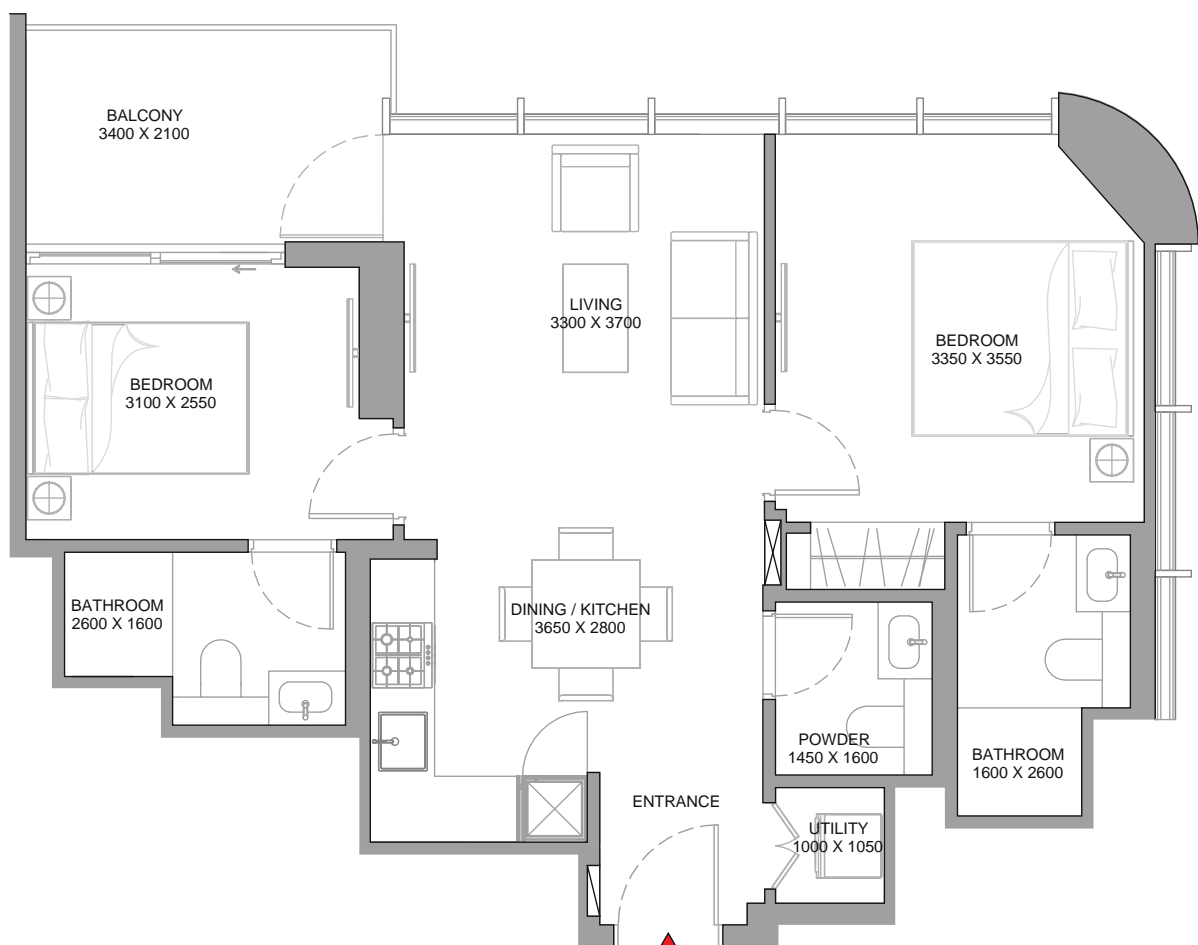 BALCONY
3400 X 2100
LIVING
3300 X 3700
BEDROOM
3350 X 3550
BEDROOM
3100 X 2550
BATHROOM
2600 X 1600
DINING / KITCHEN
3650 X 2800
POWDER
1450 X 1600
BATHROOM
1600 X 2600
ENTRANCE
UTILITY
1000 X 1050